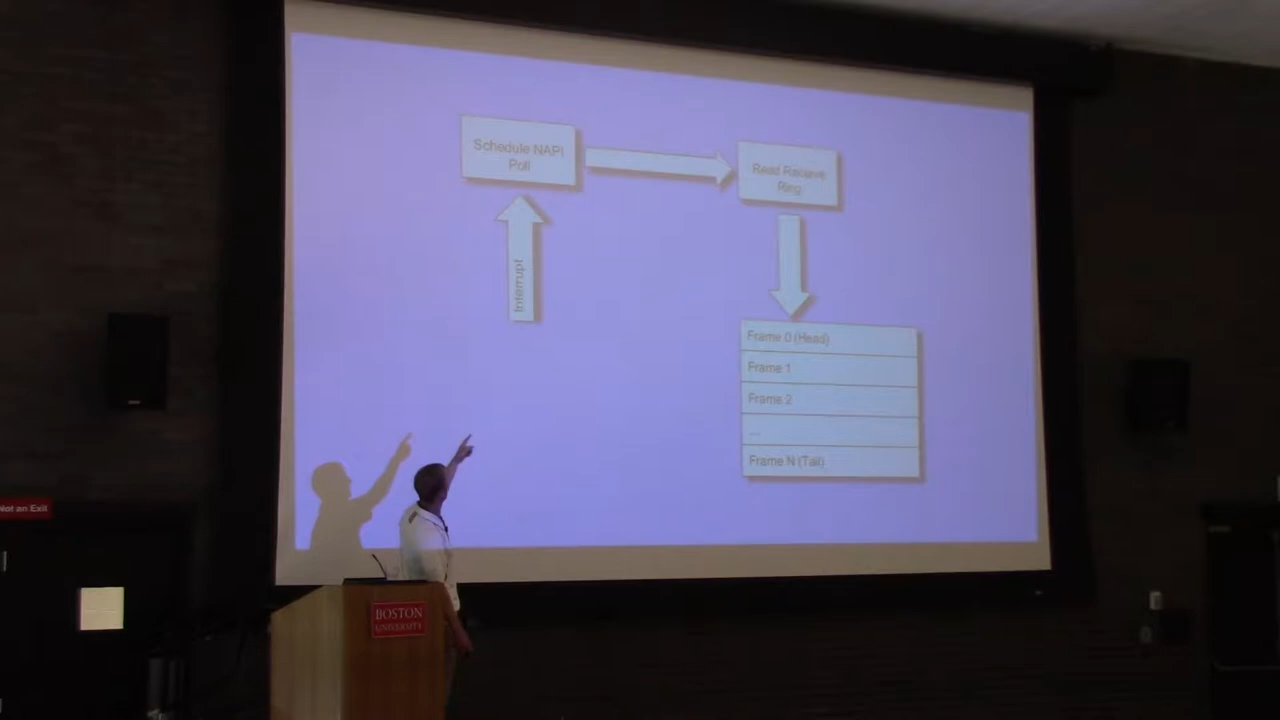 Schedule NAPI
Poll
Read Receive
Ring
Interrupt
Frame 0 (Head)
Frame 1
Frame 2
...
Frame N (Tail)
Not an Exit
BOSTON
UNIVERSITY